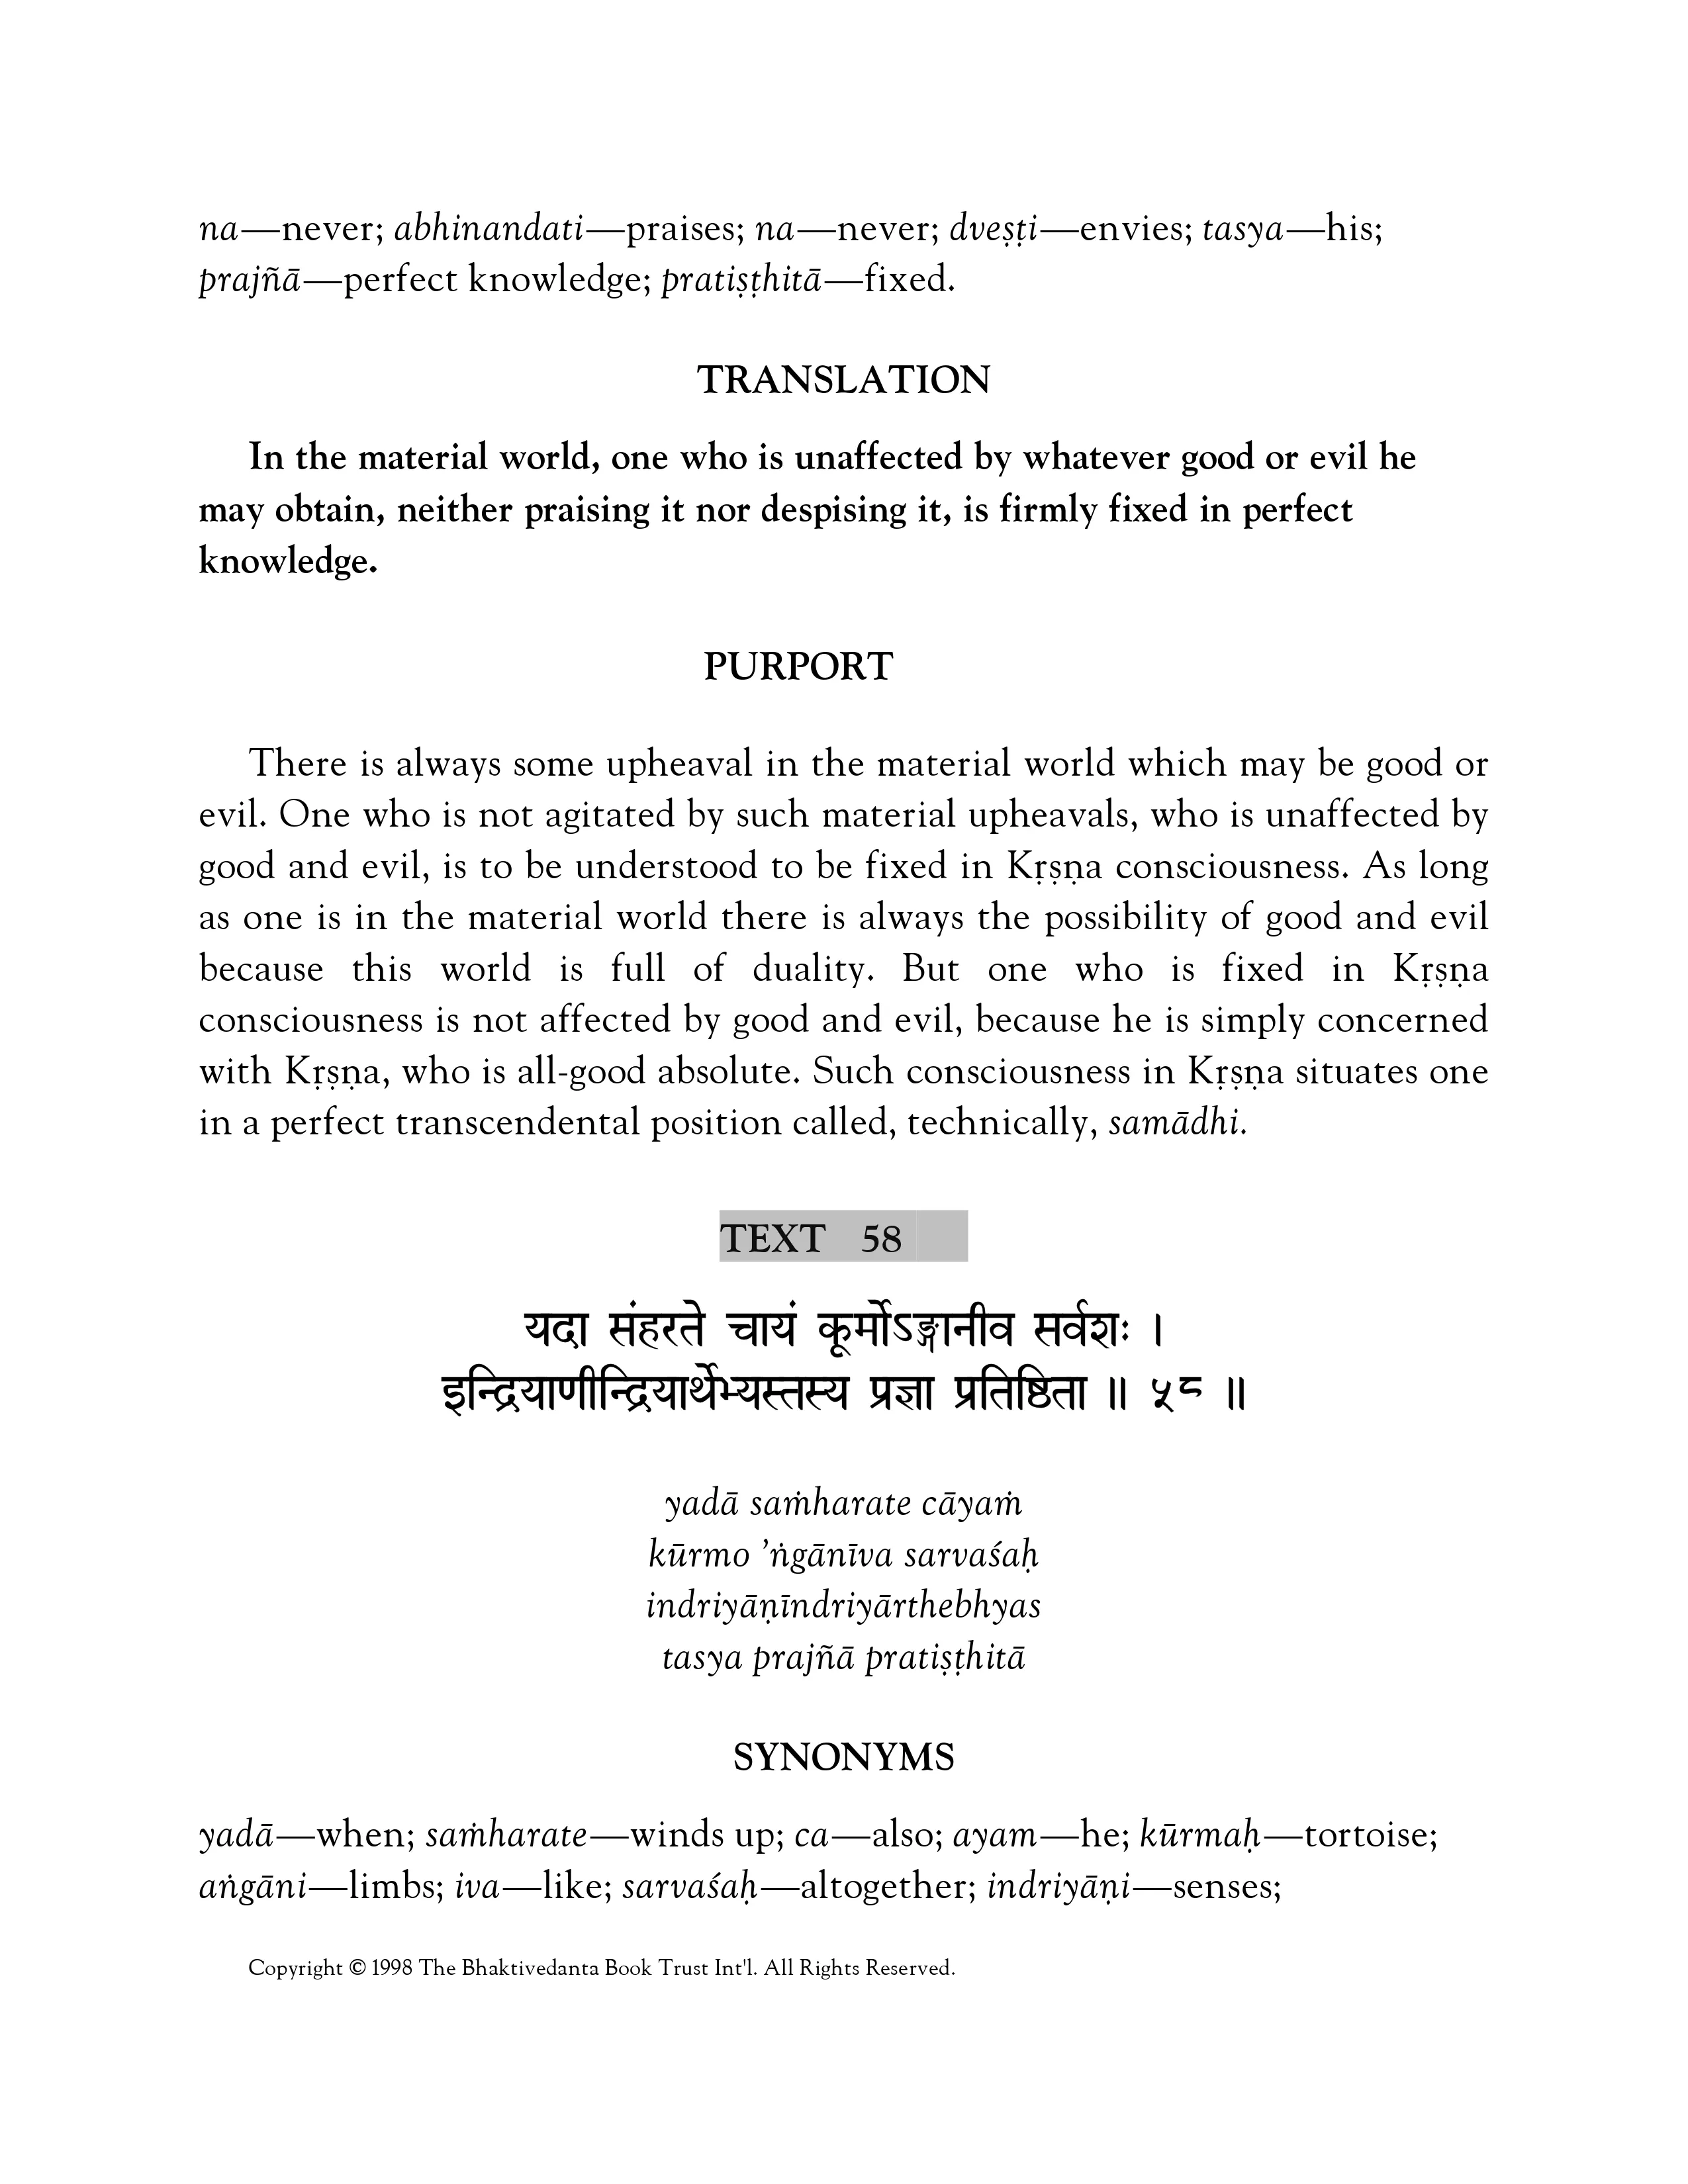 na—never; abhinandati—praises; na—never; dveṣṭi—envies; tasya—his;
prajñā—perfect knowledge; pratiṣṭhitā—fixed.
TRANSLATION
In the material world, one who is unaffected by whatever good or evil he
may obtain, neither praising it nor despising it, is firmly fixed in perfect
knowledge.
PURPORT
There is always some upheaval in the material world which may be good or
evil. One who is not agitated by such material upheavals, who is unaffected by
good and evil, is to be understood to be fixed in Kṛṣṇa consciousness. As long
as one is in the material world there is always the possibility of good and evil
because this world is full of duality. But one who is fixed in Kṛṣṇa
consciousness is not affected by good and evil, because he is simply concerned
with Kṛṣṇa, who is all-good absolute. Such consciousness in Kṛṣṇa situates one
in a perfect transcendental position called, technically, samādhi.
TEXT 58
यदा संहरते चायं कूर्मोऽङ्गानीव सर्वशः ।
इन्द्रियाणीन्द्रियार्थेभ्यस्तस्य प्रज्ञा प्रतिष्ठिता ॥ ५८ ॥
yadā saṁharate cāyaṁ
kūrmo ’ṅgānīva sarvaśaḥ
indriyāṇīndriyārthebhyas
tasya prajñā pratiṣṭhitā
SYNONYMS
yadā—when; saṁharate—winds up; ca—also; ayam—he; kūrmaḥ—tortoise;
aṅgāni—limbs; iva—like; sarvaśaḥ—altogether; indriyāṇi—senses;
Copyright © 1998 The Bhaktivedanta Book Trust Int'l. All Rights Reserved.